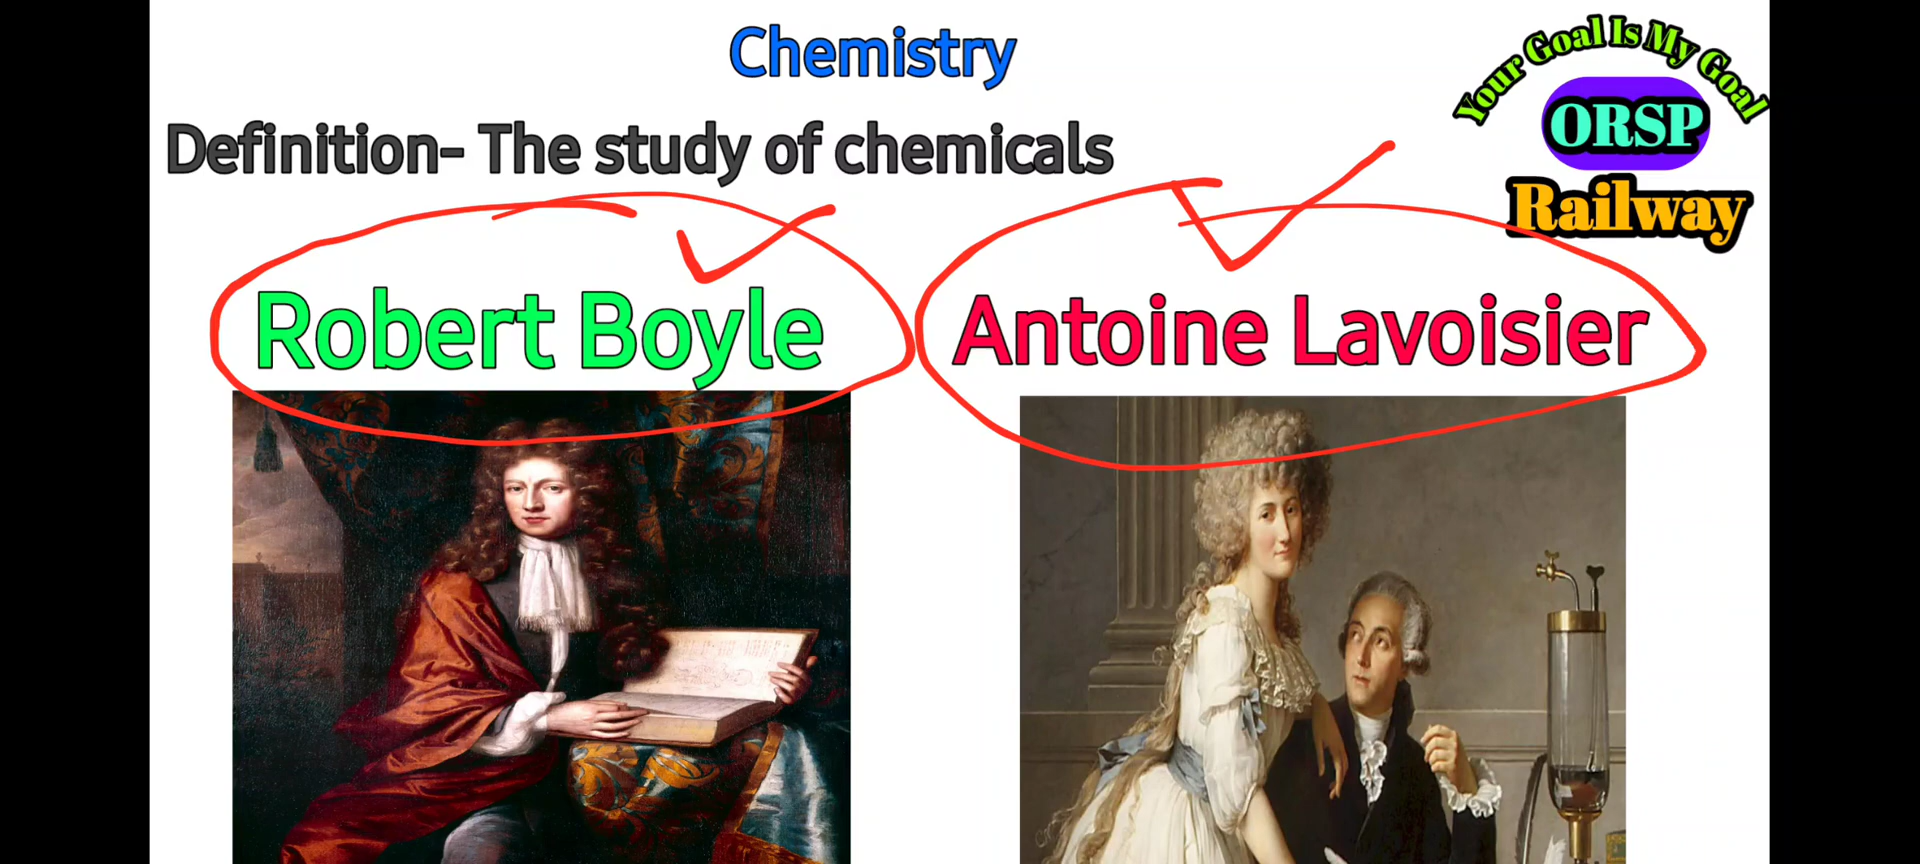 Chemistry
Your Goal Is My Goal
ORSP
Railway
Definition- The study of chemicals
Robert Boyle
Antoine Lavoisier